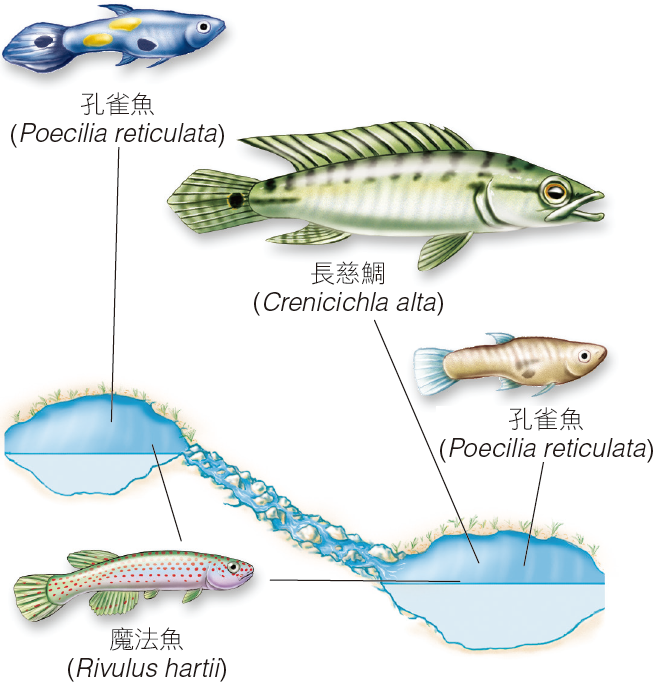 孔雀魚
(Poecilia reticulata)
長慈鯛
(Crenicichla alta)
孔雀魚
(Poecilia reticulata)
魔法魚
(Rivulus hartii)